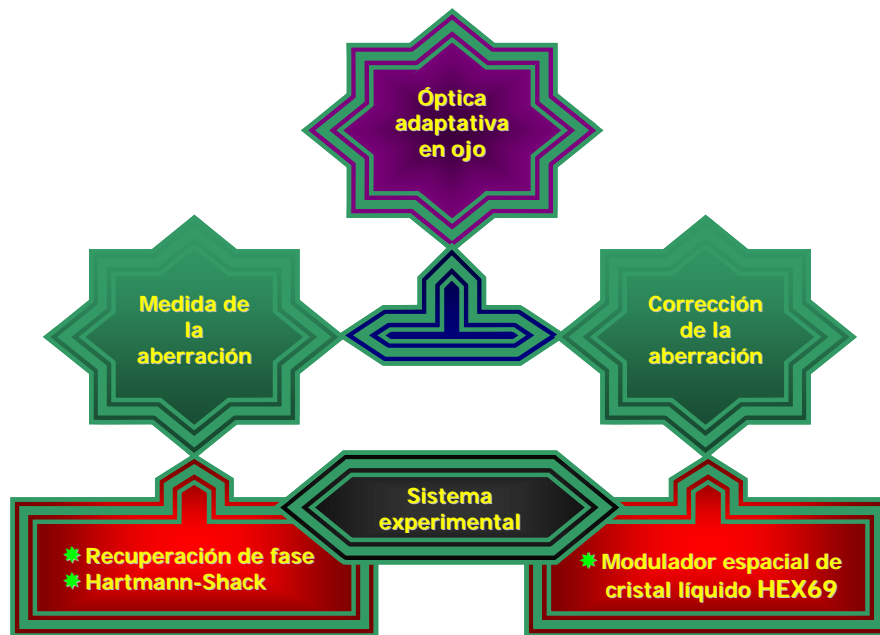 Óptica
adaptativa
en ojo
Medida de
la
aberración
Corrección
de la
aberración
Sistema
experimental
Recuperación de fase
Hartmann-Shack
Modulador espacial de
cristal líquido HEX69